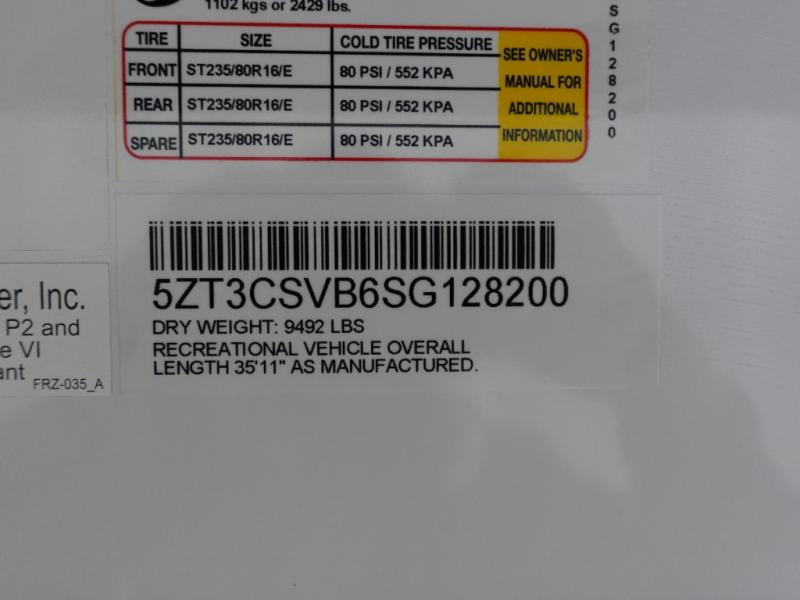 1102 kgs or 2429 lbs.
TIRE SIZE COLD TIRE PRESSURE
FRONT ST235/80R16/E 80 PSI / 552 KPA
REAR ST235/80R16/E 80 PSI / 552 KPA
SPARE ST235/80R16/E 80 PSI / 552 KPA
SEE OWNER'S
MANUAL FOR
ADDITIONAL
INFORMATION
SG128200
5ZT3CSVB6SG128200
DRY WEIGHT: 9492 LBS
RECREATIONAL VEHICLE OVERALL
LENGTH 35'11" AS MANUFACTURED.
er, Inc.
P2 and
e VI
ant
FRZ-035_A